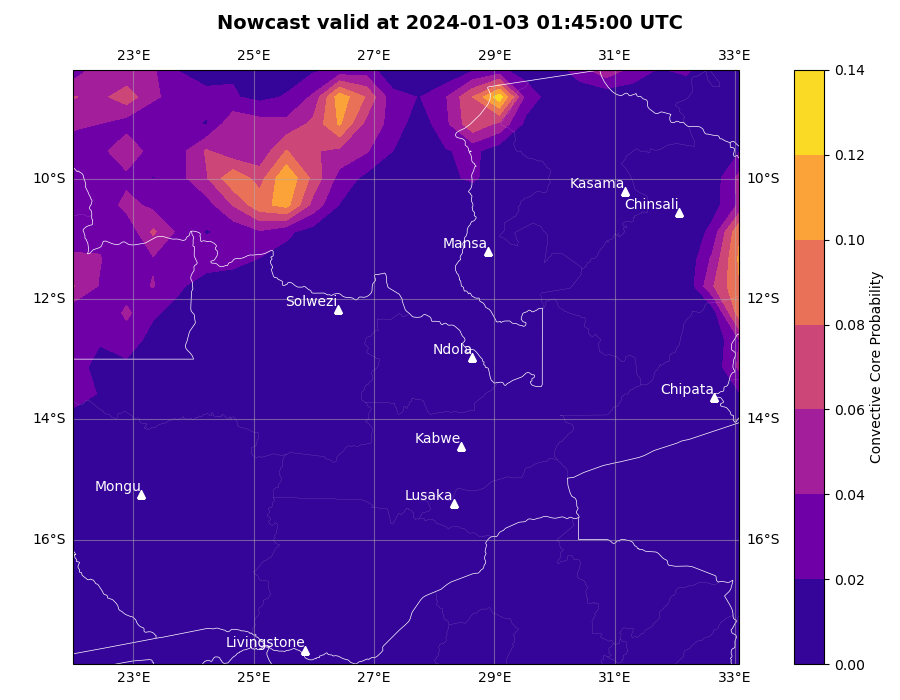 Nowcast valid at 2024-01-03 01:45:00 UTC
23°E 25°E 27°E 29°E 31°E 33°E
0.14
0.12
10°S Kasama 10°S
Chinsali
0.10
Mansa
12°S Solwezi 12°S
0.08
Ndola
Chipata
0.06
14°S 14°S
Kabwe
Mongu Lusaka
0.04
16°S 16°S
0.02
Livingstone
0.00
23°E 25°E 27°E 29°E 31°E 33°E
Convective Core Probability